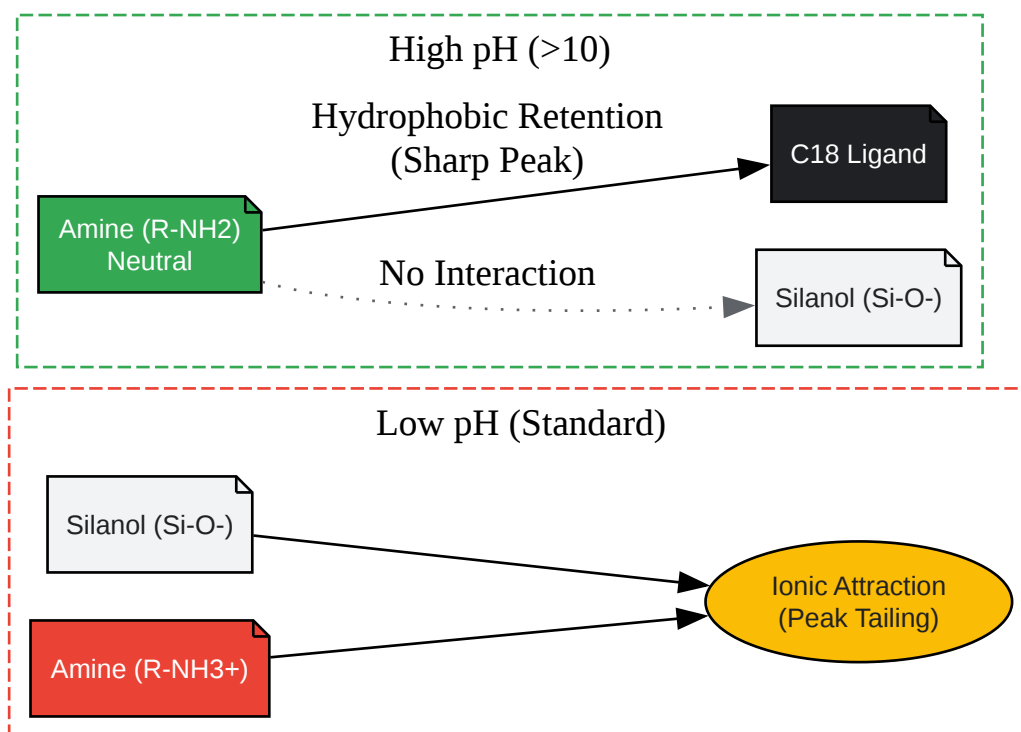 High pH (>10)
Hydrophobic Retention
(Sharp Peak)
C18 Ligand
Amine (R-NH2)
Neutral
No Interaction
Silanol (Si-O-)
Low pH (Standard)
Silanol (Si-O-)
Ionic Attraction
(Peak Tailing)
Amine (R-NH3+)